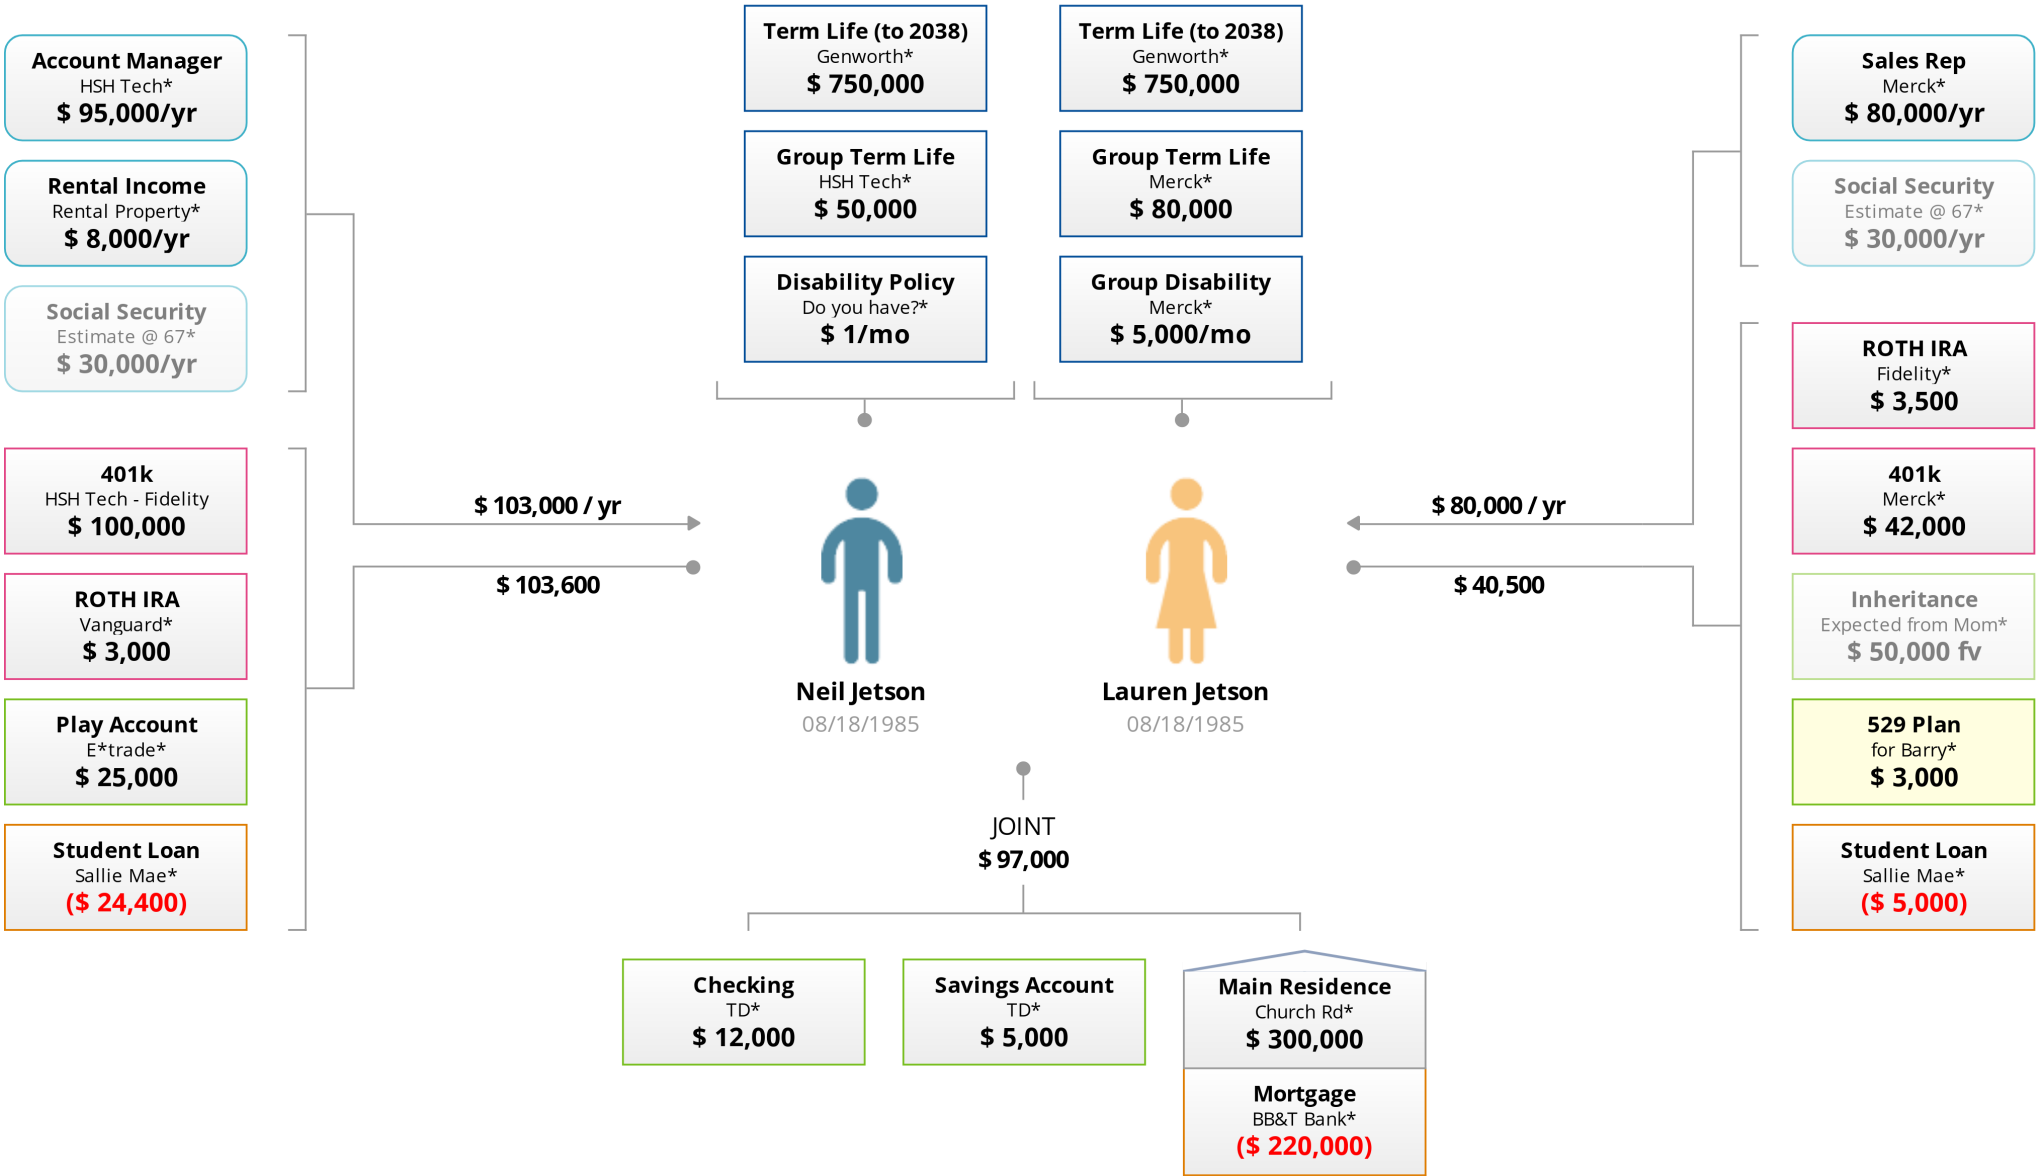 Account Manager
HSH Tech*
$ 95,000/yr
Rental Income
Rental Property*
$ 8,000/yr
Social Security
Estimate @ 67*
$ 30,000/yr
401k
HSH Tech - Fidelity
$ 100,000
ROTH IRA
Vanguard*
$ 3,000
Play Account
E*trade*
$ 25,000
Student Loan
Sallie Mae*
($ 24,400)
$ 103,000 / yr
$ 103,600
Term Life (to 2038)
Genworth*
$ 750,000
Group Term Life
HSH Tech*
$ 50,000
Disability Policy
Do you have?*
$ 1/mo
Term Life (to 2038)
Genworth*
$ 750,000
Group Term Life
Merck*
$ 80,000
Group Disability
Merck*
$ 5,000/mo
Neil Jetson
08/18/1985
Lauren Jetson
08/18/1985
JOINT
$ 97,000
Checking
TD*
$ 12,000
Savings Account
TD*
$ 5,000
Main Residence
Church Rd*
$ 300,000
Mortgage
BB&T Bank*
($ 220,000)
$ 80,000 / yr
$ 40,500
Sales Rep
Merck*
$ 80,000/yr
Social Security
Estimate @ 67*
$ 30,000/yr
ROTH IRA
Fidelity*
$ 3,500
401k
Merck*
$ 42,000
Inheritance
Expected from Mom*
$ 50,000 fv
529 Plan
for Barry*
$ 3,000
Student Loan
Sallie Mae*
($ 5,000)